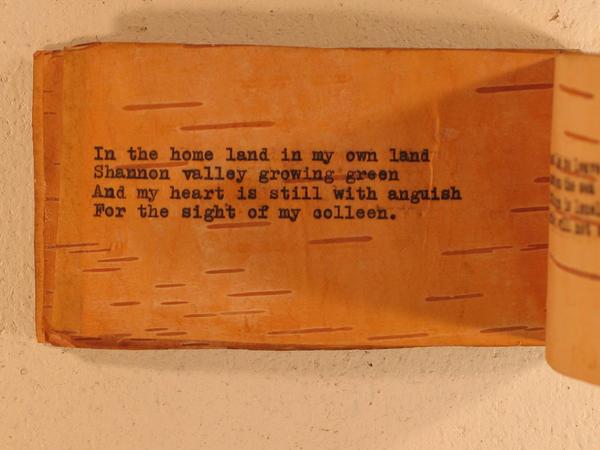 In the home land in my own land
Shannon valley growing green
And my heart is still with anguish
For the sight of my colleen.